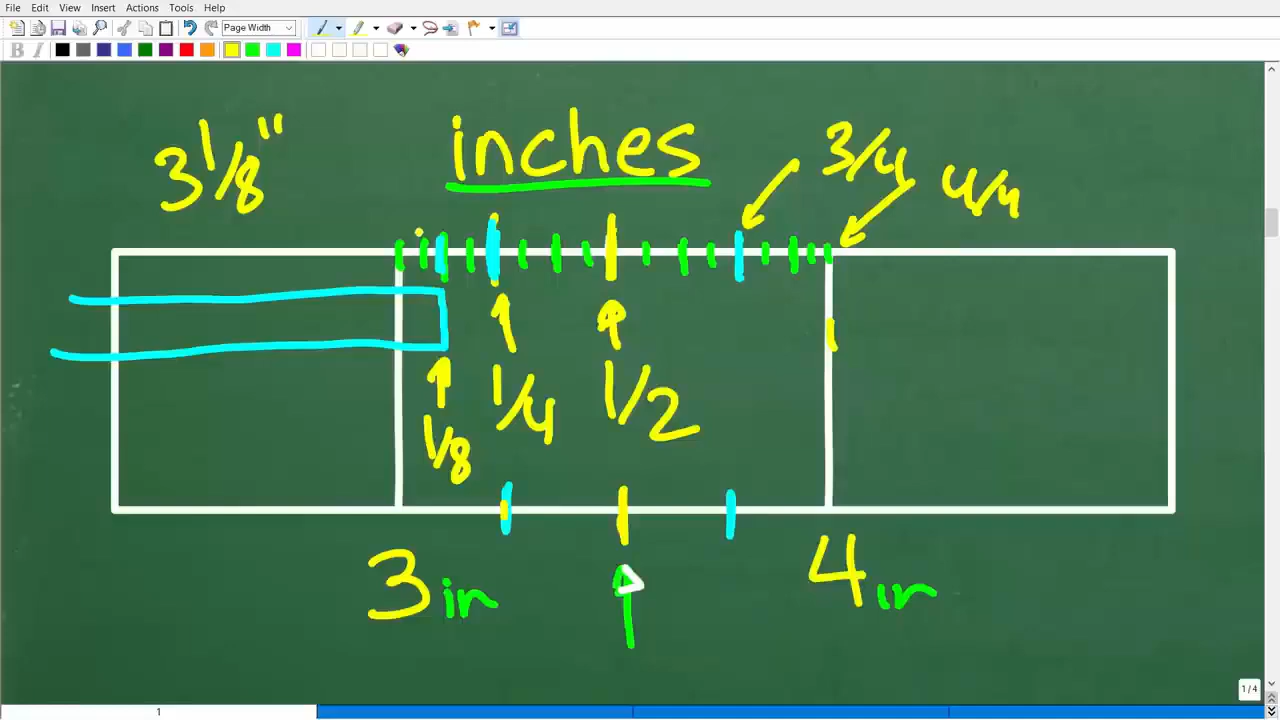 File Edit View Insert Actions Tools Help
Page Width
B I
3 1/8"
inches
3/4
4/4
1/8
1/4
1/2
3 in
4 in
1/4
1